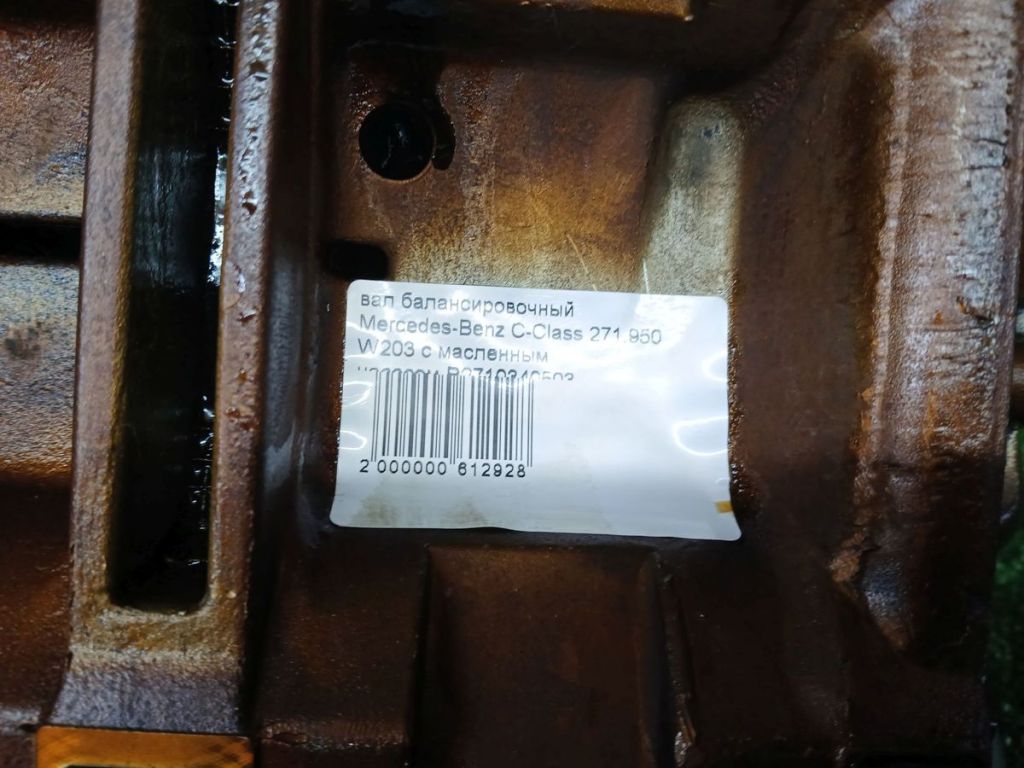 вал балансировочный
Mercedes-Benz C-Class 271.950
W203 с масленным
2 000000 612928